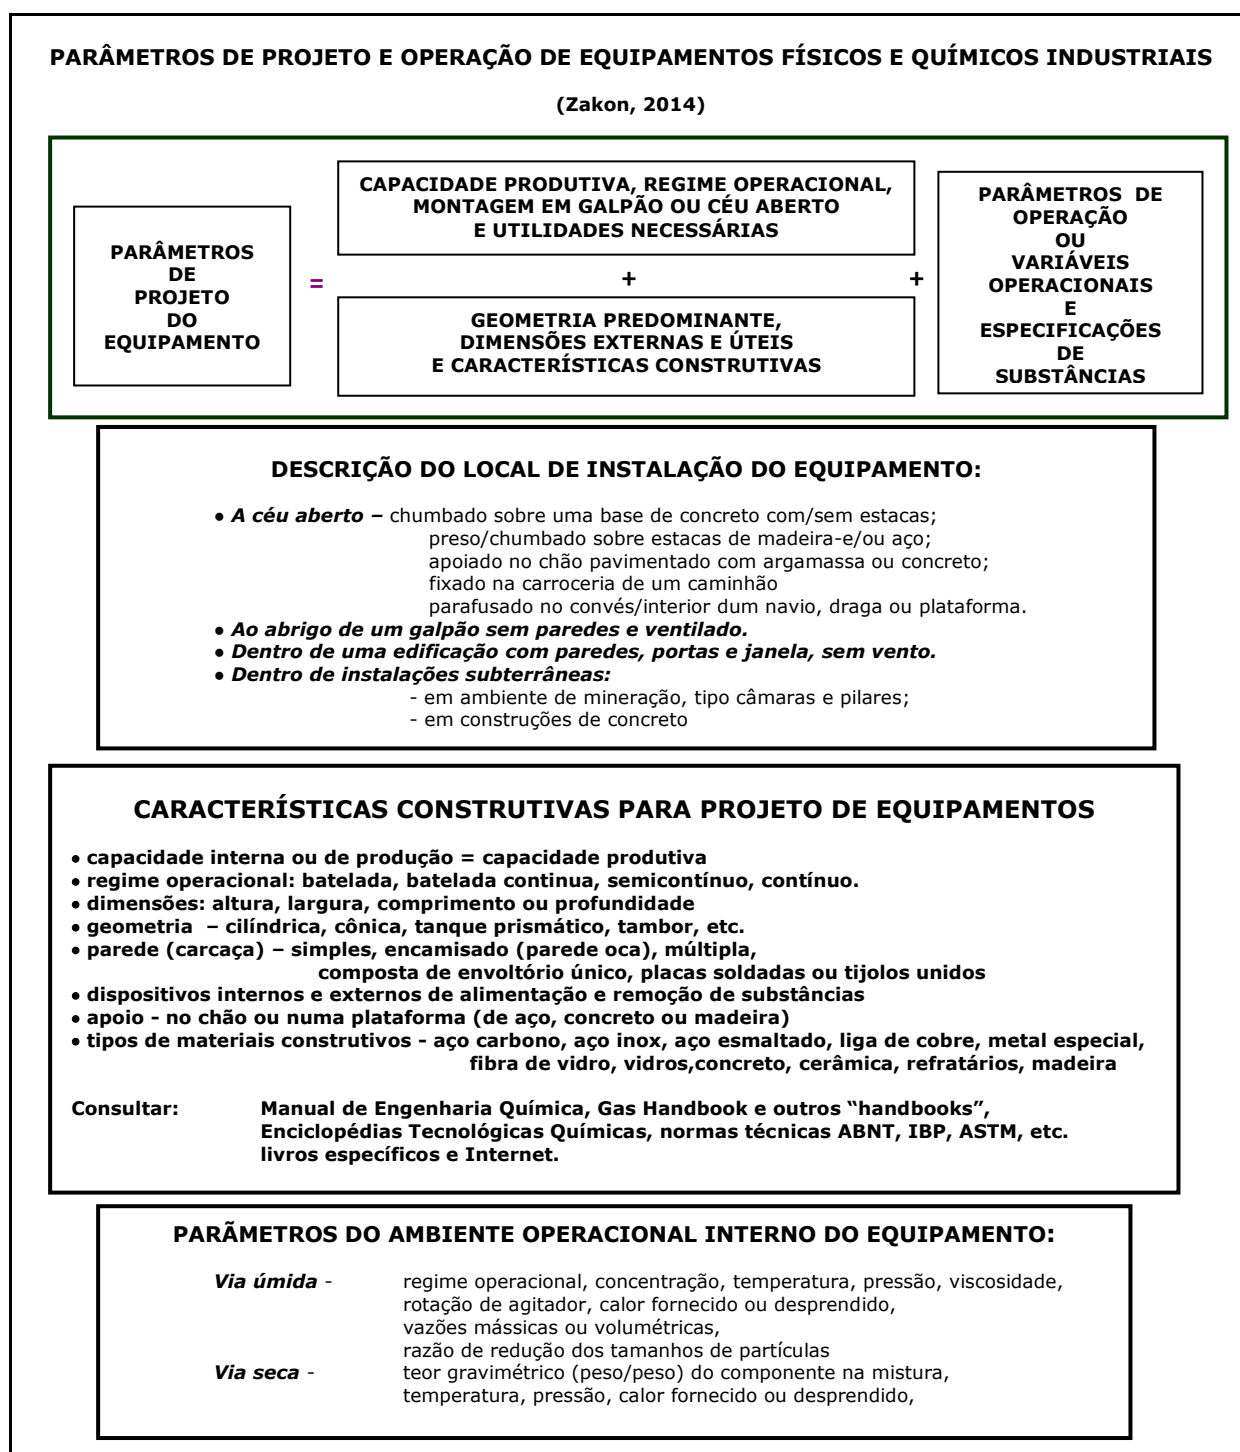 PARÂMETROS DE PROJETO E OPERAÇÃO DE EQUIPAMENTOS FÍSICOS E QUÍMICOS INDUSTRIAIS
(Zakon, 2014)
PARÂMETROS
DE
PROJETO
DO
EQUIPAMENTO
=
CAPACIDADE PRODUTIVA, REGIME OPERACIONAL,
MONTAGEM EM GALPÃO OU CÉU ABERTO
E UTILIDADES NECESSÁRIAS
+
GEOMETRIA PREDOMINANTE,
DIMENSÕES EXTERNAS E ÚTEIS
E CARACTERÍSTICAS CONSTRUTIVAS
+
PARÂMETROS DE
OPERAÇÃO
OU
VARIÁVEIS
OPERACIONAIS
E
ESPECIFICAÇÕES
DE
SUBSTÂNCIAS
DESCRIÇÃO DO LOCAL DE INSTALAÇÃO DO EQUIPAMENTO:
● A céu aberto – chumbado sobre uma base de concreto com/sem estacas;
preso/chumbado sobre estacas de madeira-e/ou aço;
apoiado no chão pavimentado com argamassa ou concreto;
fixado na carroceria de um caminhão
parafusado no convés/interior dum navio, draga ou plataforma.
● Ao abrigo de um galpão sem paredes e ventilado.
● Dentro de uma edificação com paredes, portas e janela, sem vento.
● Dentro de instalações subterrâneas:
- em ambiente de mineração, tipo câmaras e pilares;
- em construções de concreto
CARACTERÍSTICAS CONSTRUTIVAS PARA PROJETO DE EQUIPAMENTOS
● capacidade interna ou de produção = capacidade produtiva
● regime operacional: batelada, batelada continua, semicontínuo, contínuo.
● dimensões: altura, largura, comprimento ou profundidade
● geometria – cilíndrica, cônica, tanque prismático, tambor, etc.
● parede (carcaça) – simples, encamisado (parede oca), múltipla,
composta de envoltório único, placas soldadas ou tijolos unidos
● dispositivos internos e externos de alimentação e remoção de substâncias
● apoio - no chão ou numa plataforma (de aço, concreto ou madeira)
● tipos de materiais construtivos - aço carbono, aço inox, aço esmaltado, liga de cobre, metal especial,
fibra de vidro, vidros,concreto, cerâmica, refratários, madeira
Consultar: Manual de Engenharia Química, Gas Handbook e outros “handbooks”,
Enciclopédias Tecnológicas Químicas, normas técnicas ABNT, IBP, ASTM, etc.
livros específicos e Internet.
PARÃMETROS DO AMBIENTE OPERACIONAL INTERNO DO EQUIPAMENTO:
Via úmida - regime operacional, concentração, temperatura, pressão, viscosidade,
rotação de agitador, calor fornecido ou desprendido,
vazões mássicas ou volumétricas,
razão de redução dos tamanhos de partículas
Via seca - teor gravimétrico (peso/peso) do componente na mistura,
temperatura, pressão, calor fornecido ou desprendido,